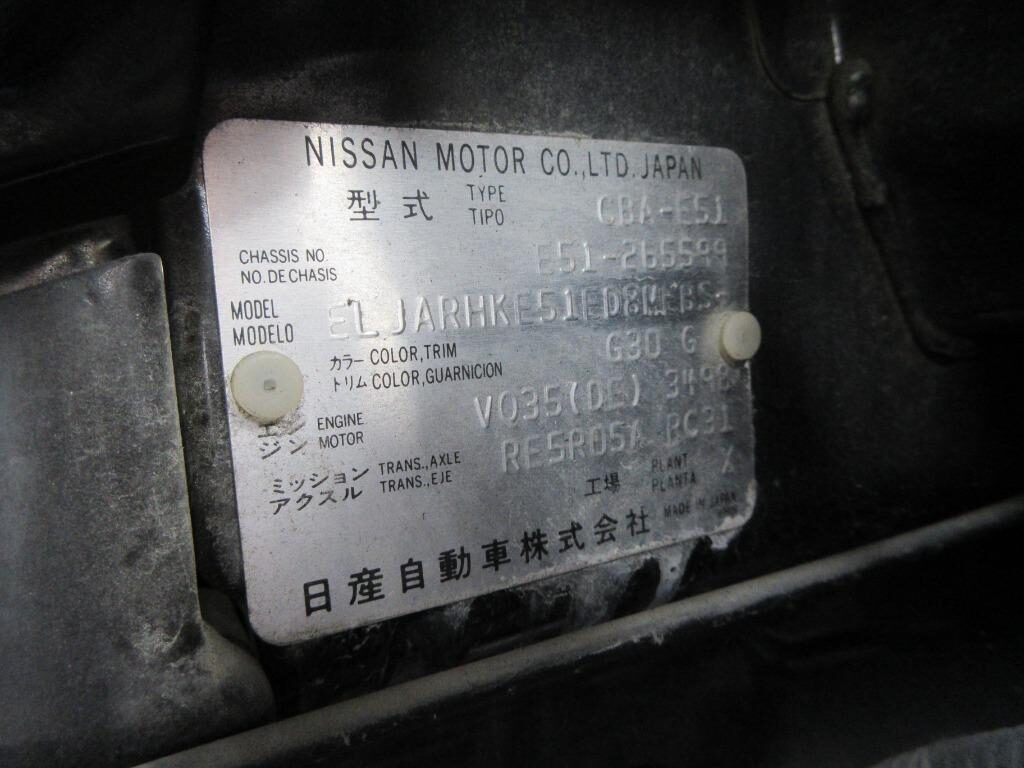 NISSAN MOTOR CO.,LTD. JAPAN
型式 TYPE TIPO CBA-E51
CHASSIS NO. NO.DE CHASIS E51-265599
MODEL MODELO
カラー COLOR,TRIM トリム COLOR,GUARNICION G30 G
エンジン ENGINE MOTOR VQ35(DE)
ミッション アクスル TRANS.,AXLE TRANS.,EJE RE5R05A RC31
工場 PLANT PLANTA X
MADE IN JAPAN
日産自動車株式会社